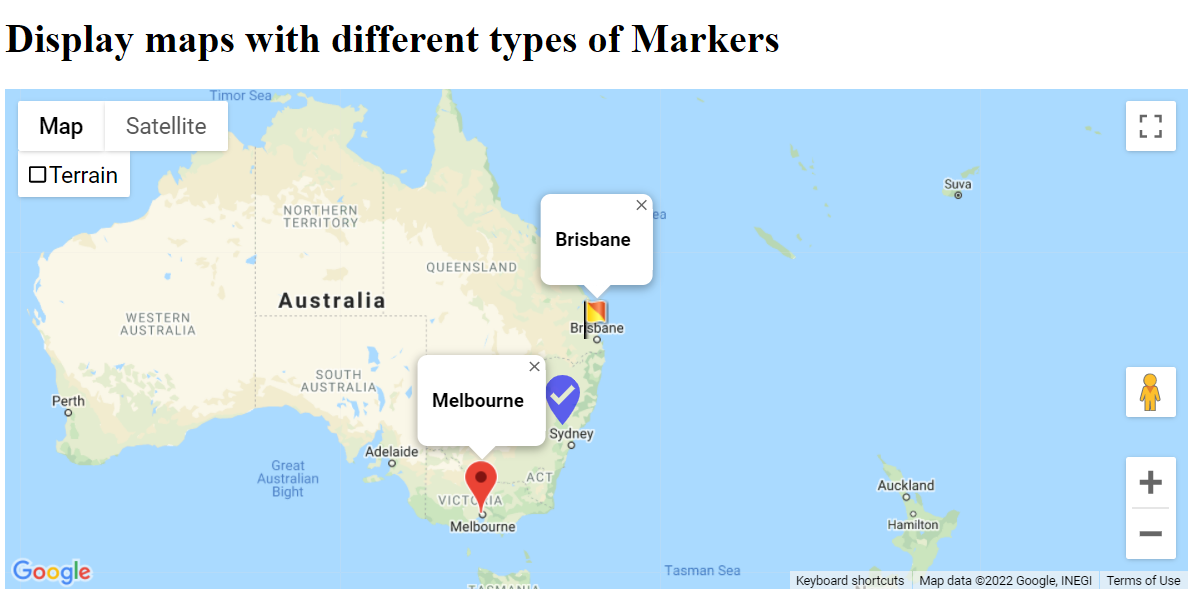 Display maps with different types of Markers
Timor Sea
Map
Satellite
Terrain
Suva
NORTHERN
TERRITORY
ea
Brisbane
QUEENSLAND
Australia
WESTERN
AUSTRALIA
Brisbane
SOUTH
AUSTRALIA
Perth
Melbourne
Sydney
Adelaide
Great
Australian
Bight
ACT
VICTORIA
Melbourne
Auckland
Hamilton
Tasman Sea
TASMANIA
Google
Keyboard shortcuts
Map data ©2022 Google, INEGI
Terms of Use